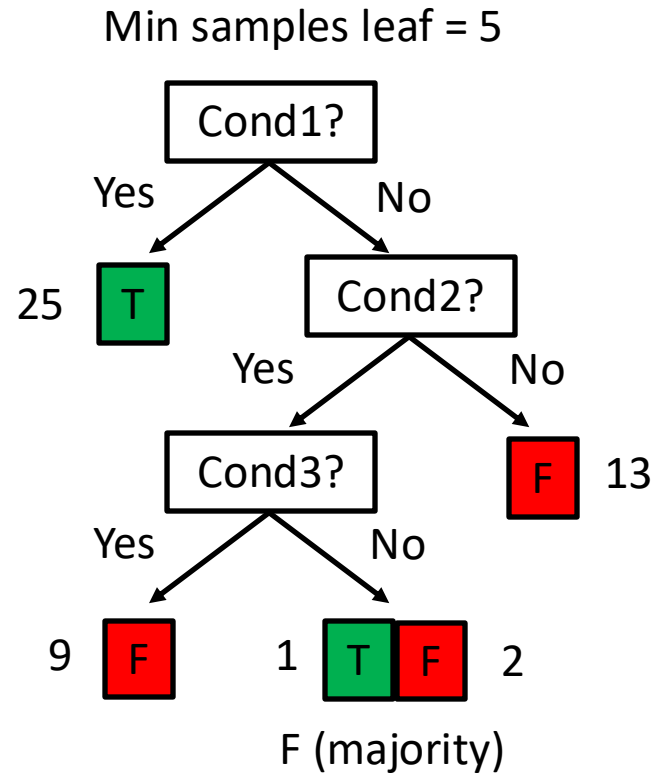 Min samples leaf = 5
Cond1?
Yes
No
25 T
Cond2?
Yes
No
Cond3?
F 13
Yes
No
9 F
1 T F 2
F (majority)